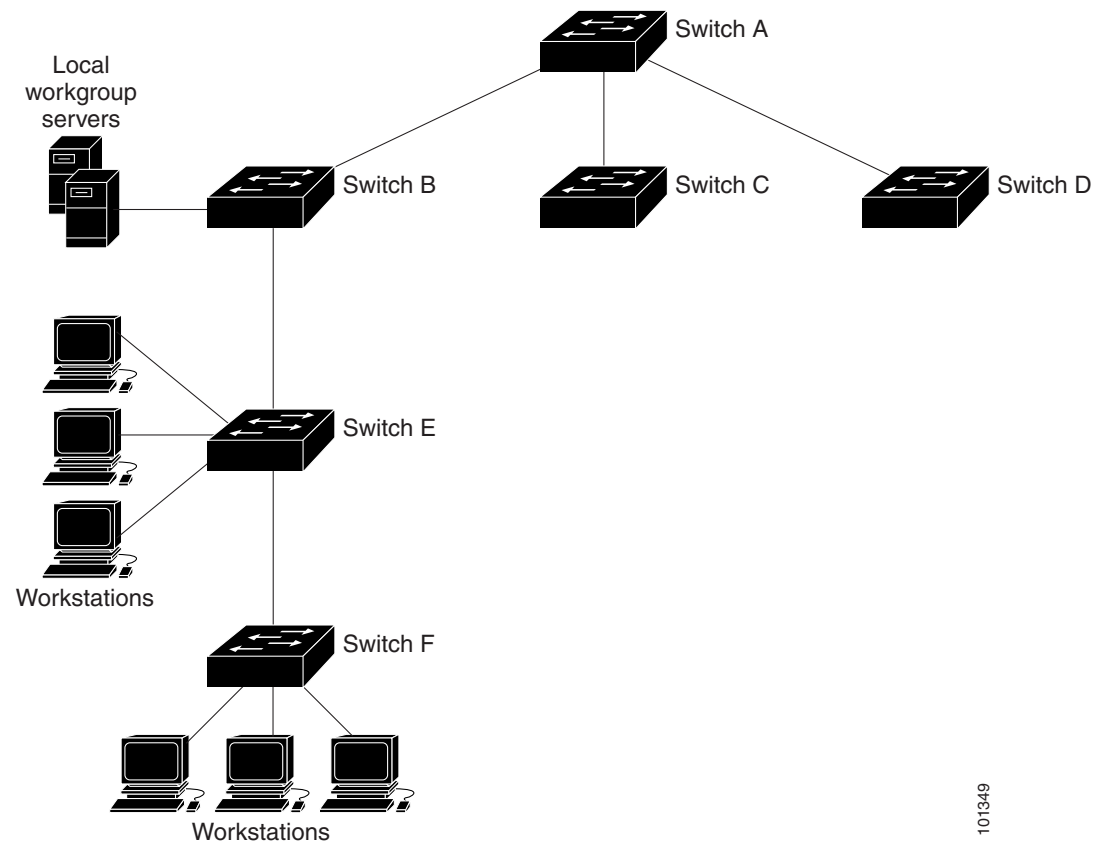 Switch A
Local
workgroup
servers
Switch B
Switch C
Switch D
Switch E
Workstations
Switch F
Workstations
101349